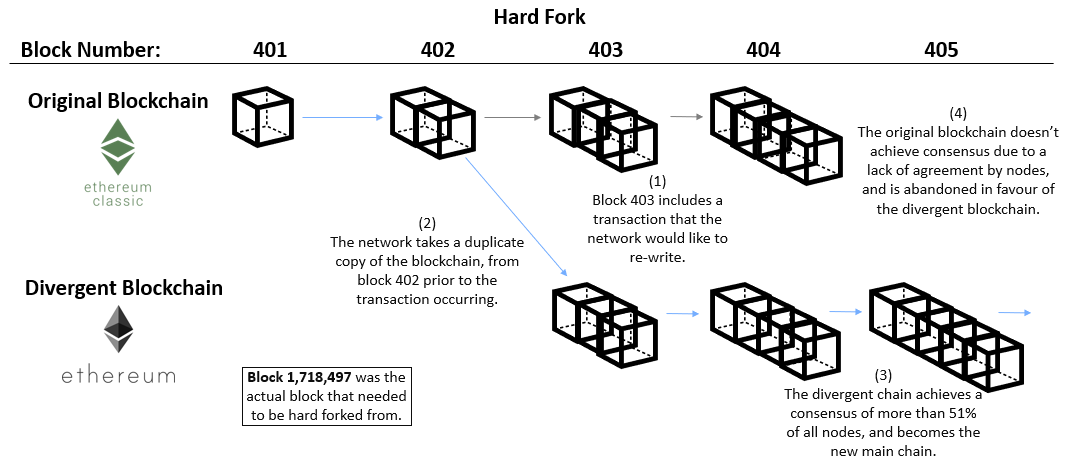 Hard Fork
Block Number: 401 402 403 404 405
Original Blockchain
ethereum
classic
(4)
The original blockchain doesn't
achieve consensus due to a
lack of agreement by nodes,
and is abandoned in favour of
the divergent blockchain.
(1)
Block 403 includes a
transaction that the
network would like to
re-write.
(2)
The network takes a duplicate
copy of the blockchain, from
block 402 prior to the
transaction occurring.
Divergent Blockchain
ethereum
Block 1,718,497 was the
actual block that needed
to be hard forked from.
(3)
The divergent chain achieves a
consensus of more than 51%
of all nodes, and becomes the
new main chain.